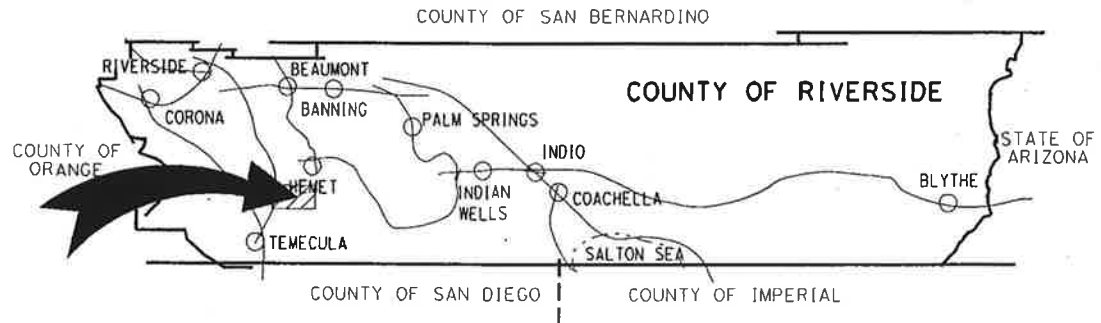 COUNTY OF SAN BERNARDINO
RIVERSIDE
BEAUMONT
COUNTY OF RIVERSIDE
CORONA
BANNING
PALM SPRINGS
STATE OF
ARIZONA
COUNTY OF
ORANGE
INDIO
HEMET
INDIAN
WELLS
COACHELLA
BLYTHE
TEMECULA
SALTON SEA
COUNTY OF SAN DIEGO
COUNTY OF IMPERIAL